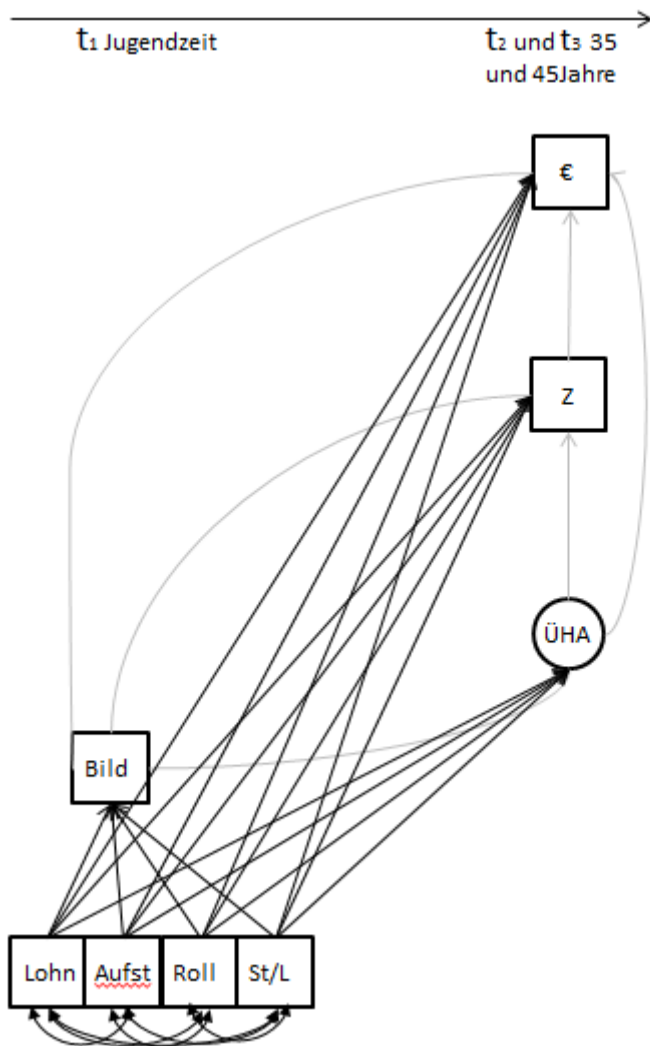 t₁ Jugendzeit
t₂ und t₃ 35
und 45Jahre
€
Z
ÜHA
Bild
Lohn Aufst Roll St/L